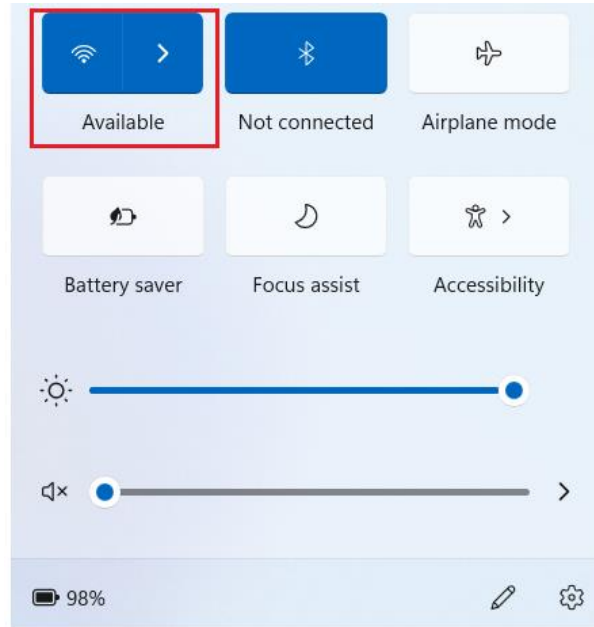 Available
Not connected
Airplane mode
Battery saver
Focus assist
Accessibility
98%